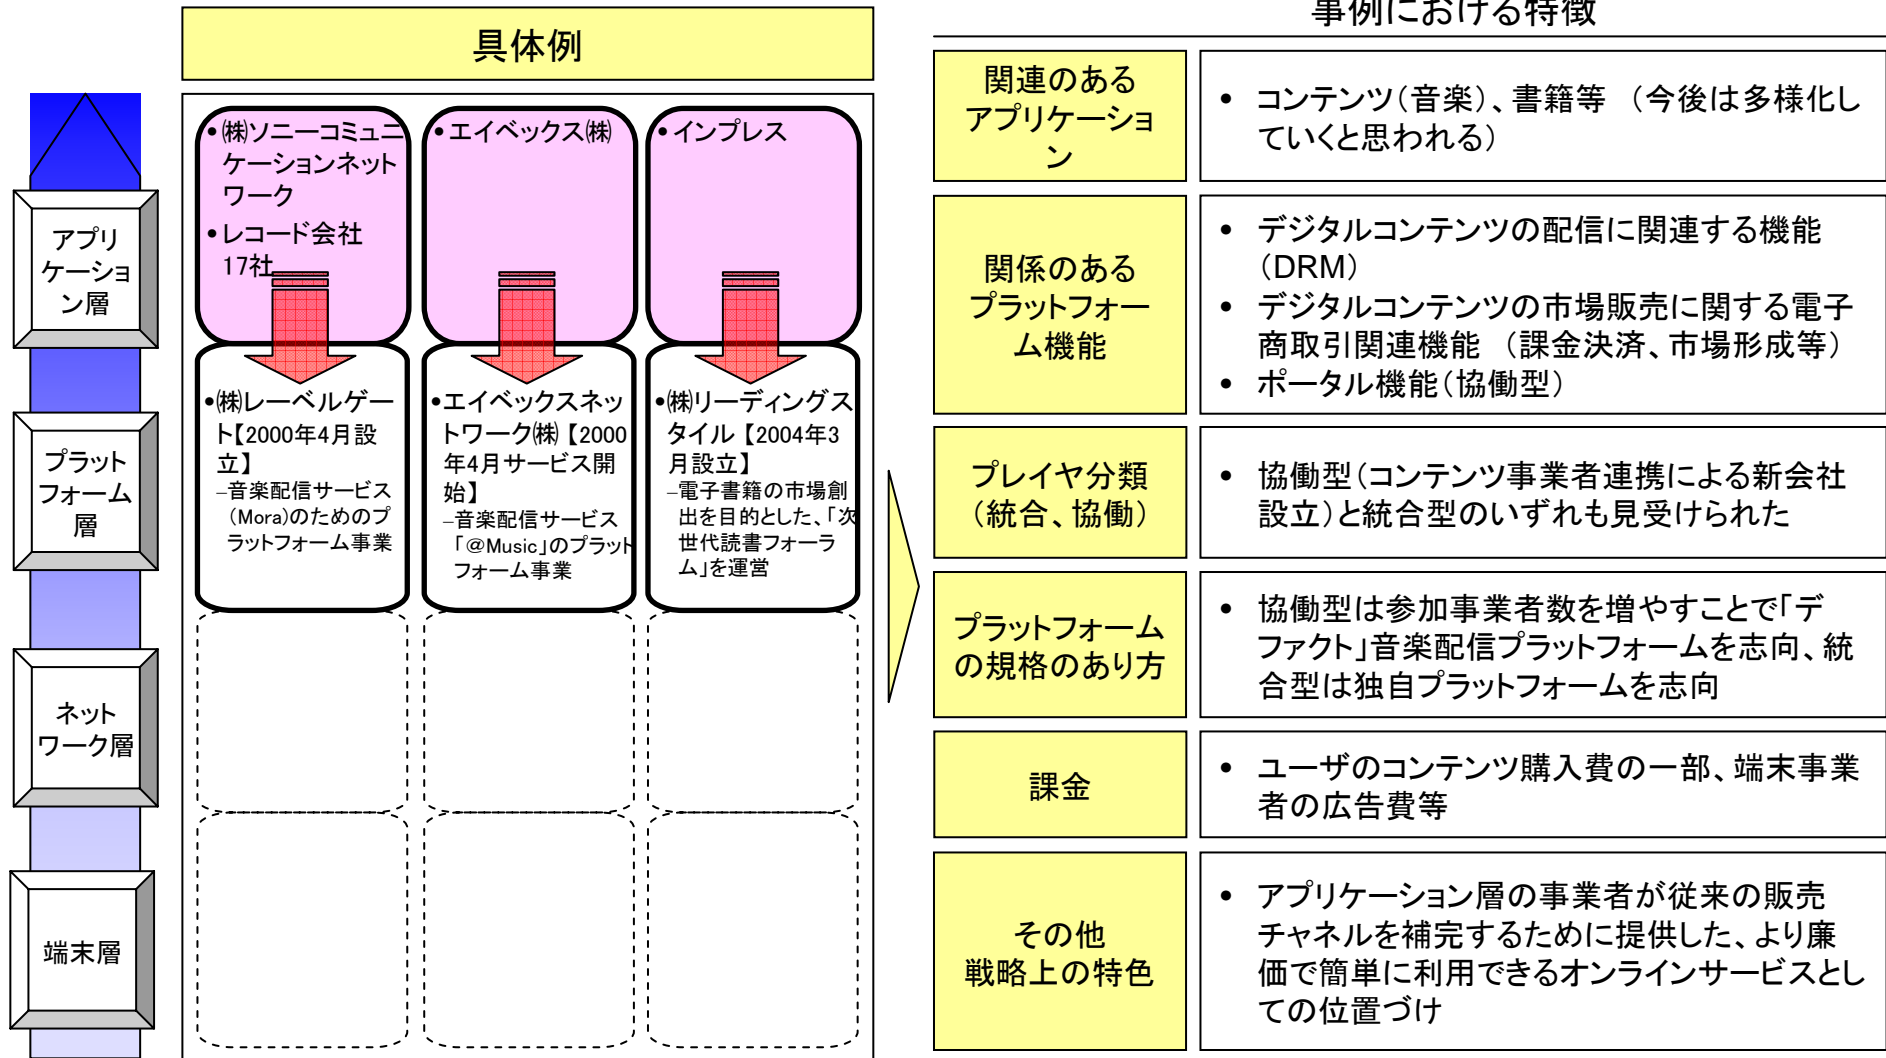 具体例
事例における特徴
アプリ
ケーショ
ン層
プラット
フォーム
層
ネット
ワーク層
端末層
•㈱ソニーコミュニ
ケーションネット
ワーク
•レコード会社
17社
•エイベックス㈱
•インプレス
•㈱レーベルゲー
ト【2000年4月設
立】
–音楽配信サービス
(Mora)のためのプ
ラットフォーム事業
•エイベックスネッ
トワーク㈱【2000
年4月サービス開
始】
–音楽配信サービス
「@Music」のプラット
フォーム事業
•㈱リーディングス
タイル【2004年3
月設立】
–電子書籍の市場創
出を目的とした、「次
世代読書フォーラ
ム」を運営
関連のある
アプリケーショ
ン
• コンテンツ（音楽）、書籍等 （今後は多様化し
ていくと思われる）
関係のある
プラットフォー
ム機能
• デジタルコンテンツの配信に関連する機能
（DRM）
• デジタルコンテンツの市場販売に関する電子
商取引関連機能 （課金決済、市場形成等）
• ポータル機能（協働型）
プレイヤ分類
（統合、協働）
• 協働型（コンテンツ事業者連携による新会社
設立）と統合型のいずれも見受けられた
プラットフォーム
の規格のあり方
• 協働型は参加事業者数を増やすことで「デ
ファクト」音楽配信プラットフォームを志向、統
合型は独自プラットフォームを志向
課金
• ユーザのコンテンツ購入費の一部、端末事業
者の広告費等
その他
戦略上の特色
• アプリケーション層の事業者が従来の販売
チャネルを補完するために提供した、より廉
価で簡単に利用できるオンラインサービスとし
ての位置づけ